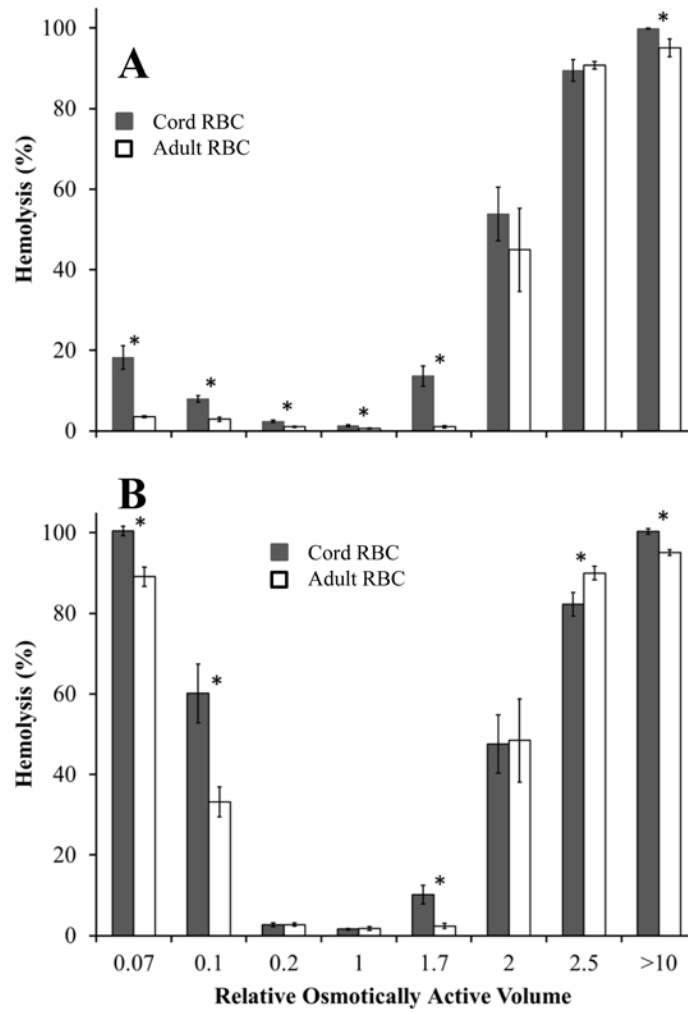 100
80
60
40
20
0
Hemolysis (%)
A
Cord RBC
Adult RBC
*
*
*
*
*
*
100
80
60
40
20
0
Hemolysis (%)
B
Cord RBC
Adult RBC
*
*
*
*
*
0.07 0.1 0.2 1 1.7 2 2.5 >10
Relative Osmotically Active Volume